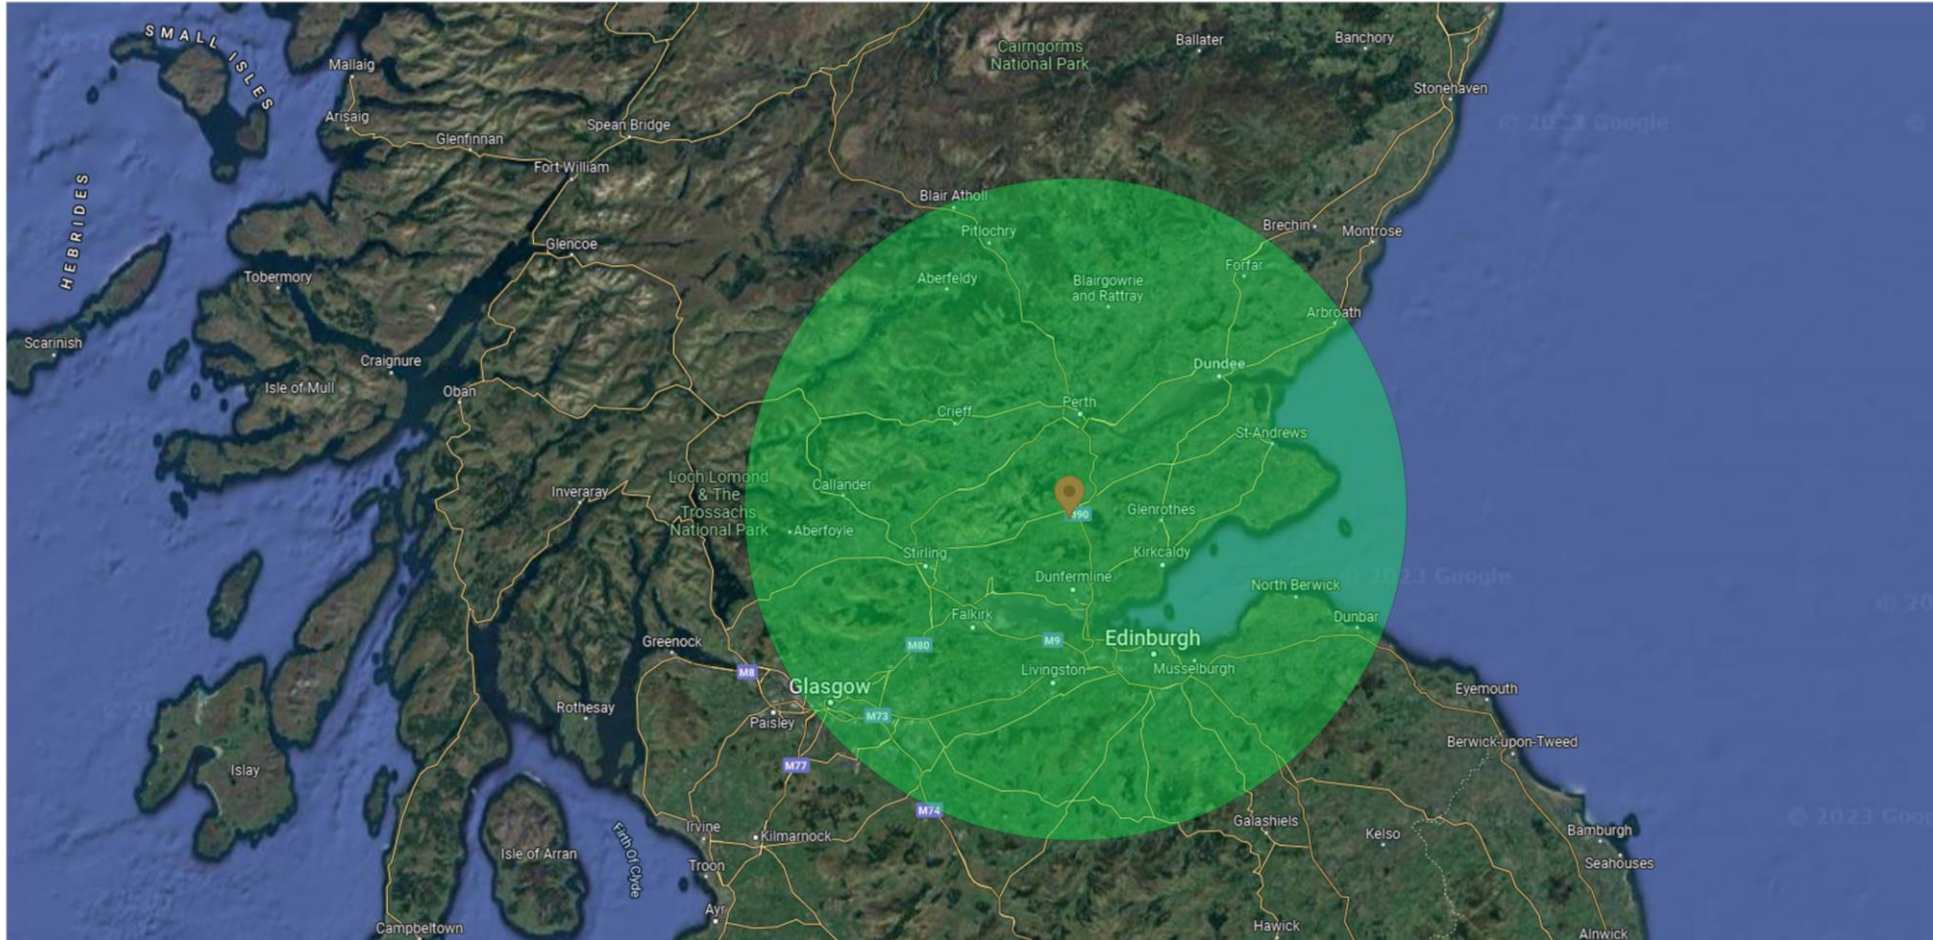 SMALL ISLES
Mallaig
Arisaig
Glenfinnan
Spean Bridge
Fort William
Cairngorms
National Park
Ballater
Banchory
Stonehaven
© 2023 Google
HEBRIDES
Blair Atholl
Pitlochry
Brechin
Montrose
Glencoe
Tobermory
Aberfeldy
Blairgowrie
and Rattray
Forfar
Arbroath
Scarinish
Craignure
Isle of Mull
Oban
Dundee
Crieff
Perth
St Andrews
Loch Lomond
& The
Trossachs
National Park
Inveraray
Callander
Aberfoyle
Glenrothes
Stirling
Kirkcaldy
Dunfermline
© 2023 Google
North Berwick
Falkirk
Dunbar
Greenock
M80
M9
Edinburgh
M8
Livingston
Musselburgh
Glasgow
Eyemouth
Rothesay
Paisley
M73
Berwick-upon-Tweed
Islay
M77
M74
Irvine
Kilmarnock
Galashiels
Kelso
Bamburgh
Seahouses
Isle of Arran
Firth Of Clyde
Troon
Ayr
Campbeltown
Hawick
Alnwick